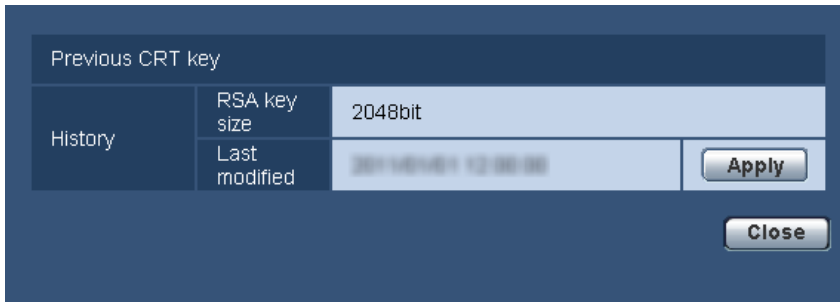 Previous CRT key
History
RSA key
size
2048bit
Last
modified
Apply
Close